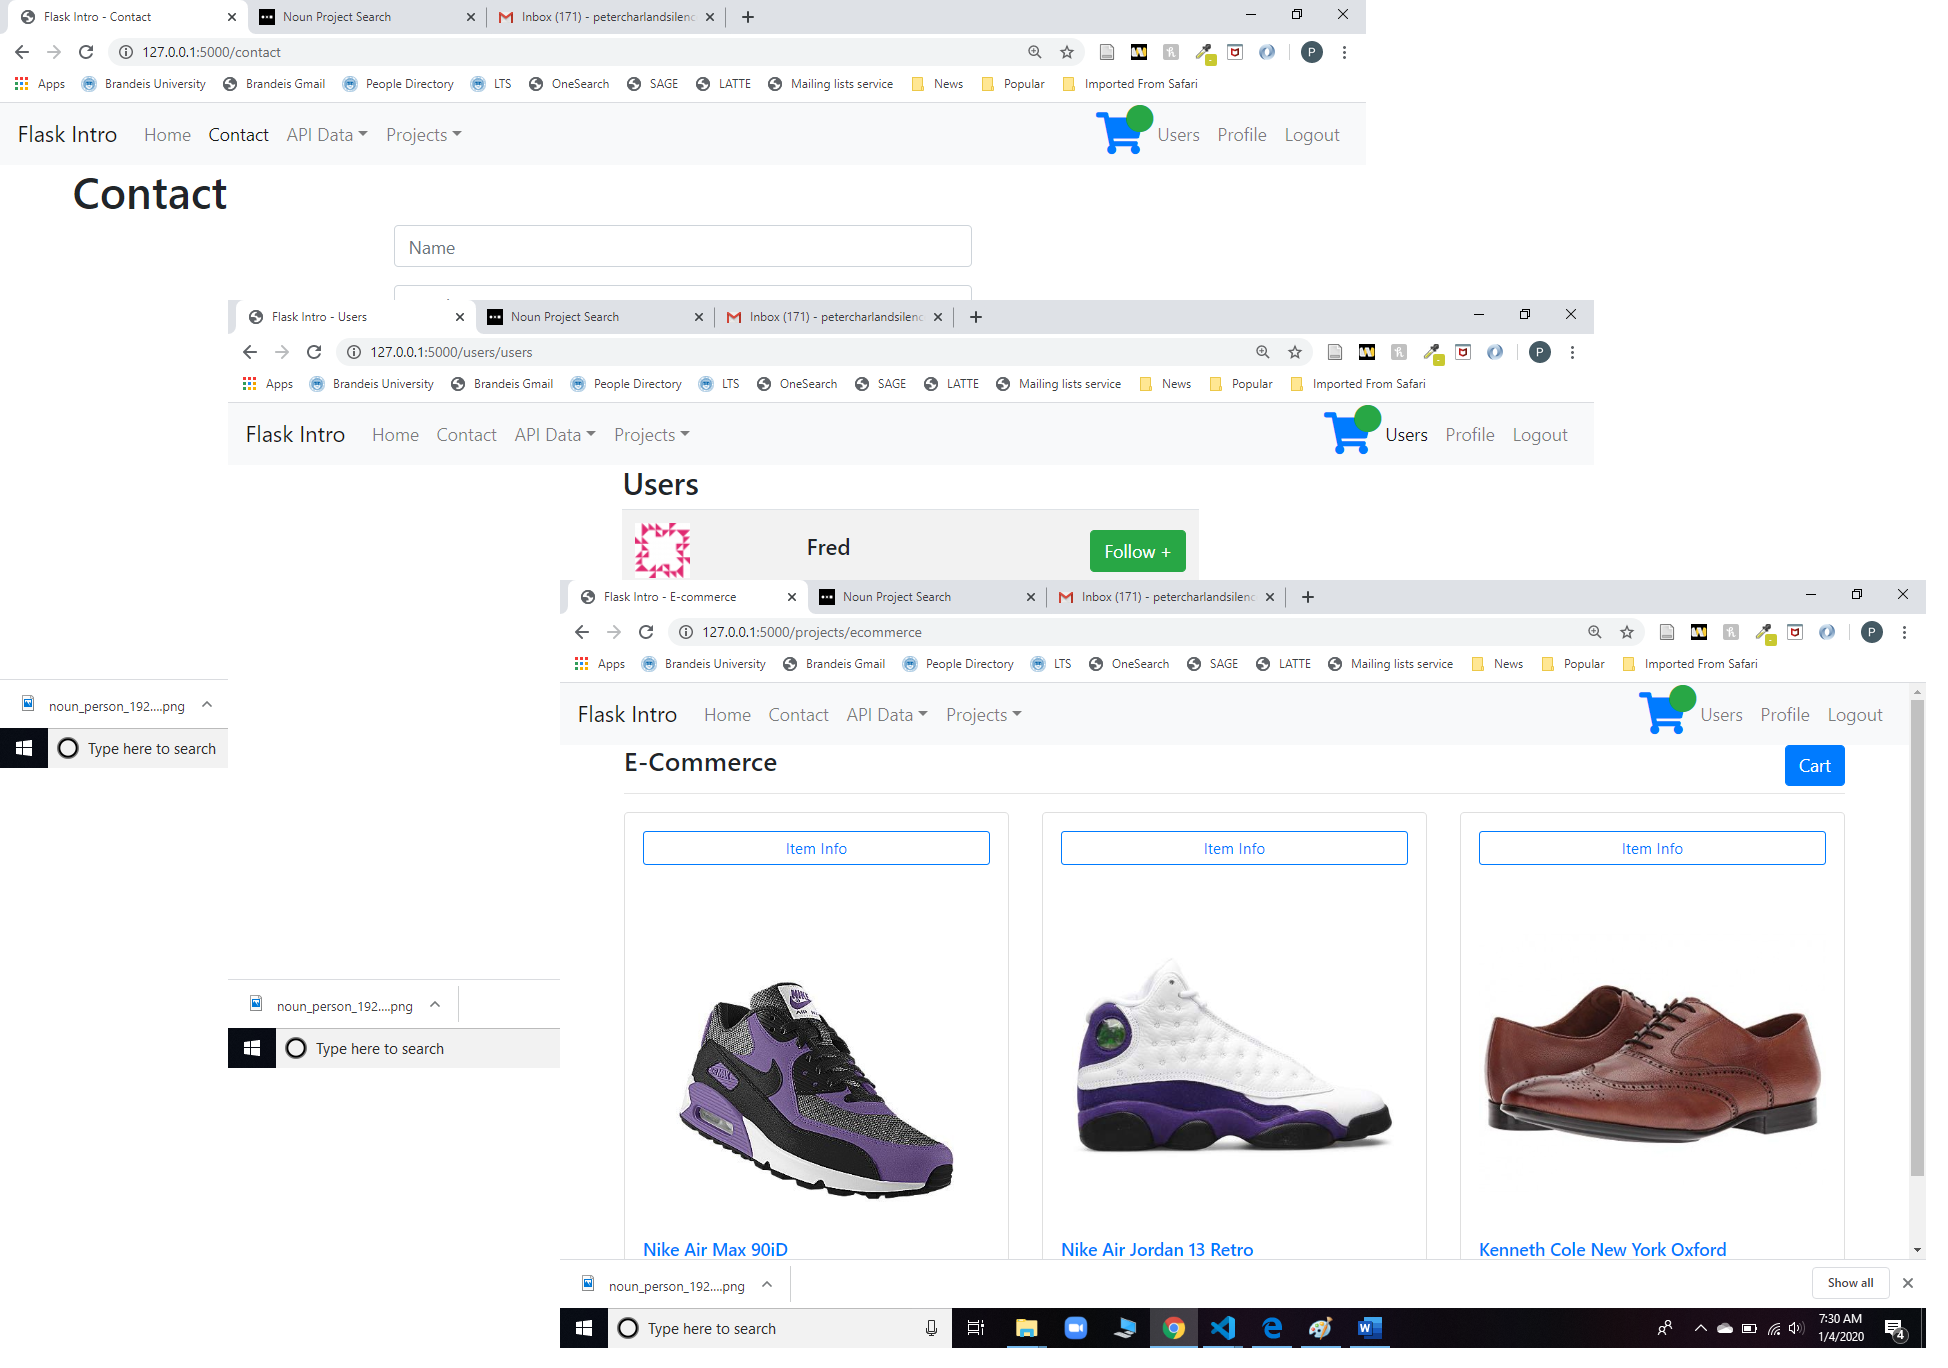 Flask Intro - Contact
Noun Project Search
Inbox (171) - petercharlandsilenc
127.0.0.1:5000/contact
P
Apps Brandeis University Brandeis Gmail People Directory LTS OneSearch SAGE LATTE Mailing lists service News Popular Imported From Safari
Flask Intro Home Contact API Data Projects Users Profile Logout
Contact
Name
Flask Intro - Users
Noun Project Search
Inbox (171) - petercharlandsilenc
127.0.0.1:5000/users/users
P
Apps Brandeis University Brandeis Gmail People Directory LTS OneSearch SAGE LATTE Mailing lists service News Popular Imported From Safari
Flask Intro Home Contact API Data Projects Users Profile Logout
Users
Fred Follow +
Flask Intro - E-commerce
Noun Project Search
Inbox (171) - petercharlandsilenc
127.0.0.1:5000/projects/ecommerce
P
Apps Brandeis University Brandeis Gmail People Directory LTS OneSearch SAGE LATTE Mailing lists service News Popular Imported From Safari
Flask Intro Home Contact API Data Projects Users Profile Logout
E-Commerce Cart
Item Info Item Info Item Info
NIKE
Nike Air Max 90iD Nike Air Jordan 13 Retro Kenneth Cole New York Oxford
noun_person_192....png
Type here to search
noun_person_192....png
Type here to search
noun_person_192....png Show all
Type here to search
7:30 AM
1/4/2020
4